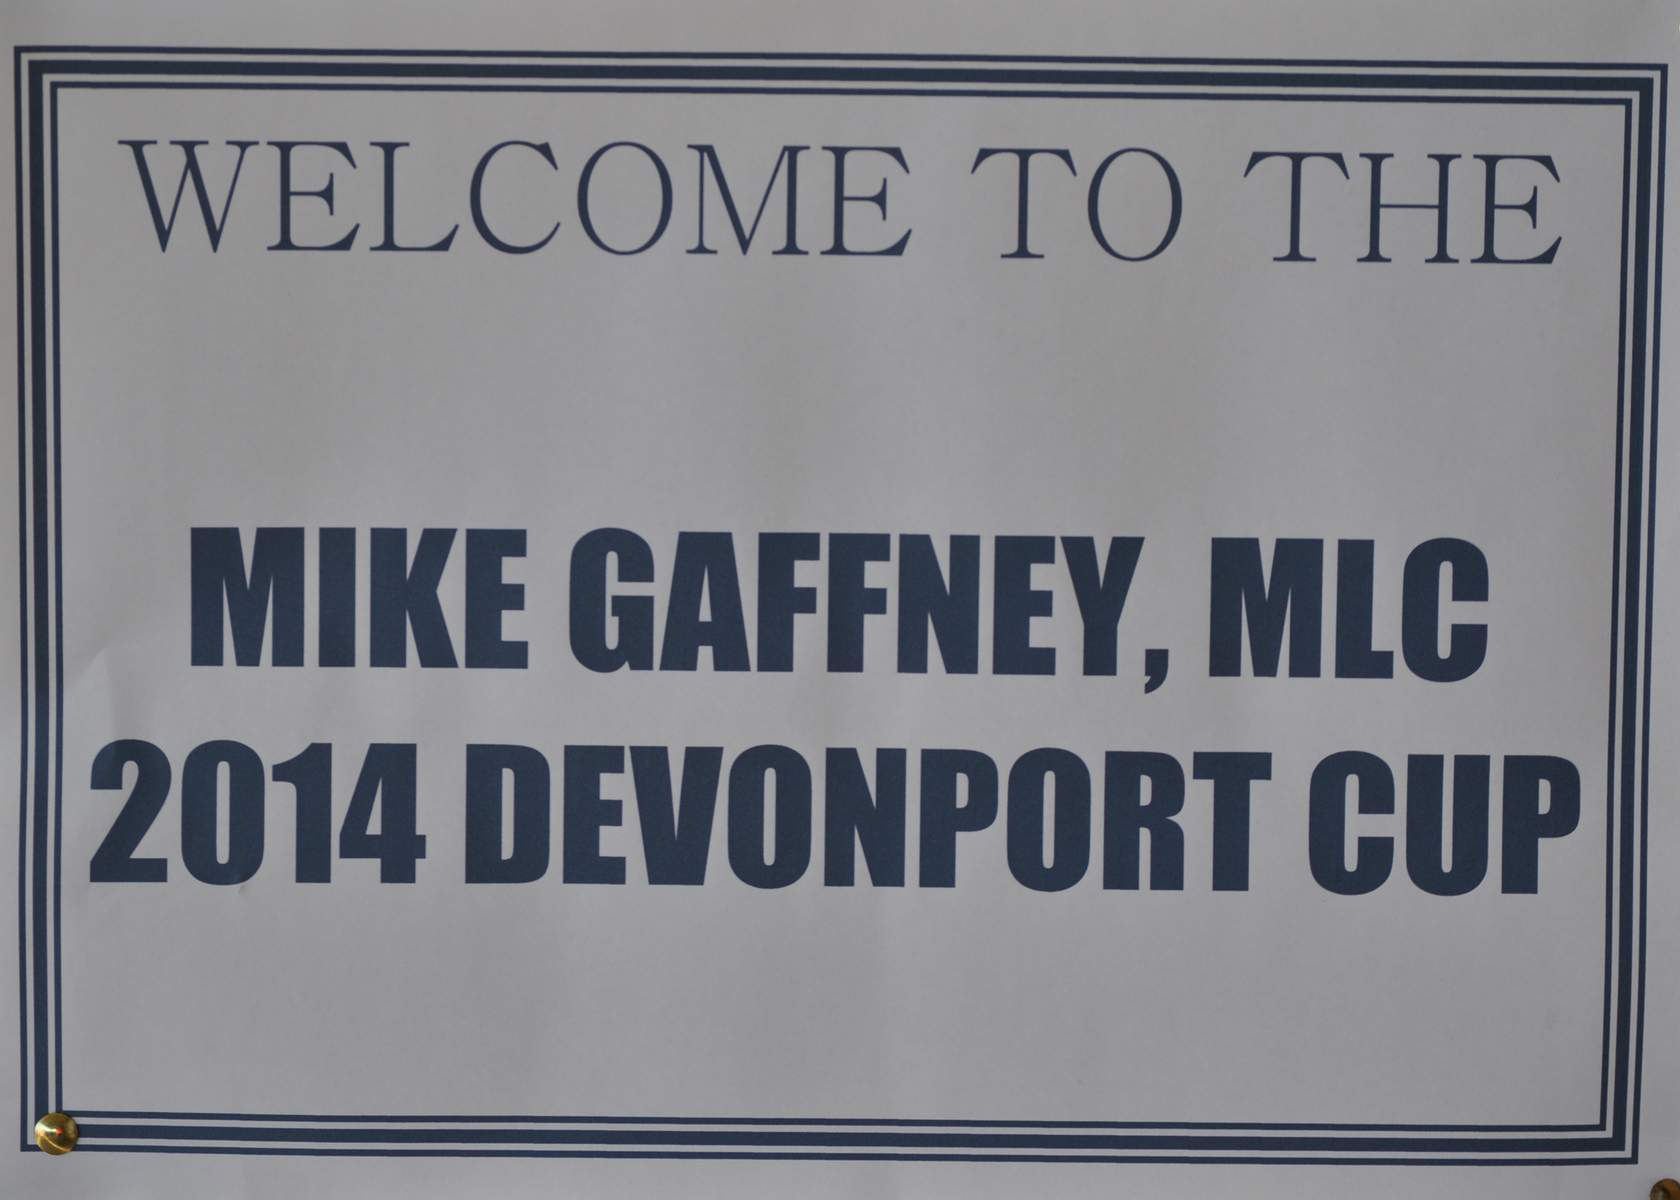 WELCOME TO THE
MIKE GAFFNEY, MLC
2014 DEVONPORT CUP